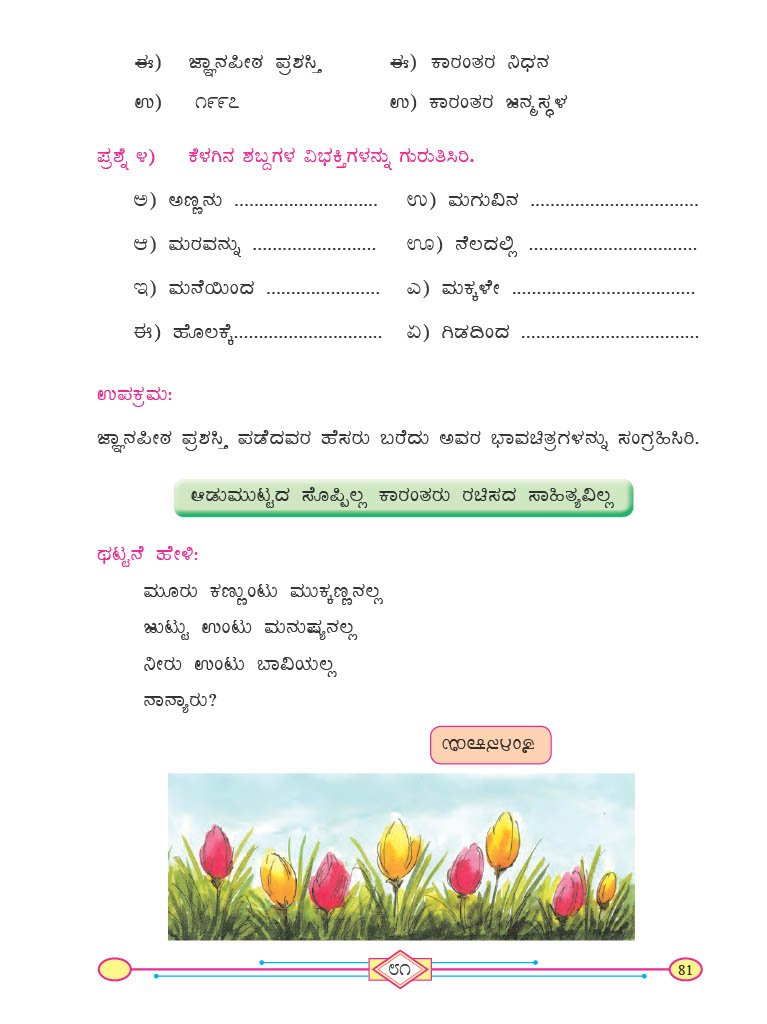 ಈ) ಜ್ಞಾನಪೀಠ ಪ್ರಶಸ್ತಿ ಈ) ಕಾರಂತರ ನಿಧನ
ಉ) ೧೯೯೭ ಉ) ಕಾರಂತರ ಜನ್ಮಸ್ಥಳ
ಪ್ರಶ್ನೆ ೪) ಕೆಳಗಿನ ಶಬ್ದಗಳ ವಿಭಕ್ತಿಗಳನ್ನು ಗುರುತಿಸಿರಿ.
ಅ) ಅಣ್ಣನು ............................. ಉ) ಮಗುವಿನ ..................................
ಆ) ಮರವನ್ನು ......................... ಊ) ನೆಲದಲ್ಲಿ ..................................
ಇ) ಮನೆಯಿಂದ ....................... ಎ) ಮಕ್ಕಳೇ .....................................
ಈ) ಹೊಲಕ್ಕೆ.............................. ಏ) ಗಿಡದಿಂದ ....................................
ಉಪಕ್ರಮ:
ಜ್ಞಾನಪೀಠ ಪ್ರಶಸ್ತಿ ಪಡೆದವರ ಹೆಸರು ಬರೆದು ಅವರ ಭಾವಚಿತ್ರಗಳನ್ನು ಸಂಗ್ರಹಿಸಿರಿ.
ಆಡುಮುಟ್ಟದ ಸೊಪ್ಪಿಲ್ಲ ಕಾರಂತರು ರಚಿಸದ ಸಾಹಿತ್ಯವಿಲ್ಲ
ಥಟ್ಟನೆ ಹೇಳಿ:
ಮೂರು ಕಣ್ಣುಂಟು ಮುಕ್ಕಣ್ಣನಲ್ಲ
ಜುಟ್ಟು ಉಂಟು ಮನುಷ್ಯನಲ್ಲ
ನೀರು ಉಂಟು ಬಾವಿಯಲ್ಲ
ನಾನ್ಯಾರು?
೮೧
81